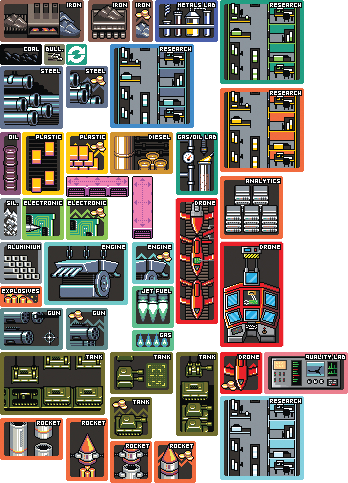 IRON
IRON
IRON
METALS LAB
RESEARCH
COAL
BULL.
STEEL
STEEL
RESEARCH
RESEARCH
OIL
PLASTIC
PLASTIC
DIESEL
GAS/OIL LAB
ANALYTICS
SIL.
ELECTRONIC
ELECTRONIC
DRONE
ALUMINIUM
ENGINE
ENGINE
DRONE
EXPLOSIVES
JET FUEL
GUN
GUN
GAS
TANK
TANK
TANK
DRONE
QUALITY LAB
TANK
RESEARCH
ROCKET
ROCKET
ROCKET
ROCKET